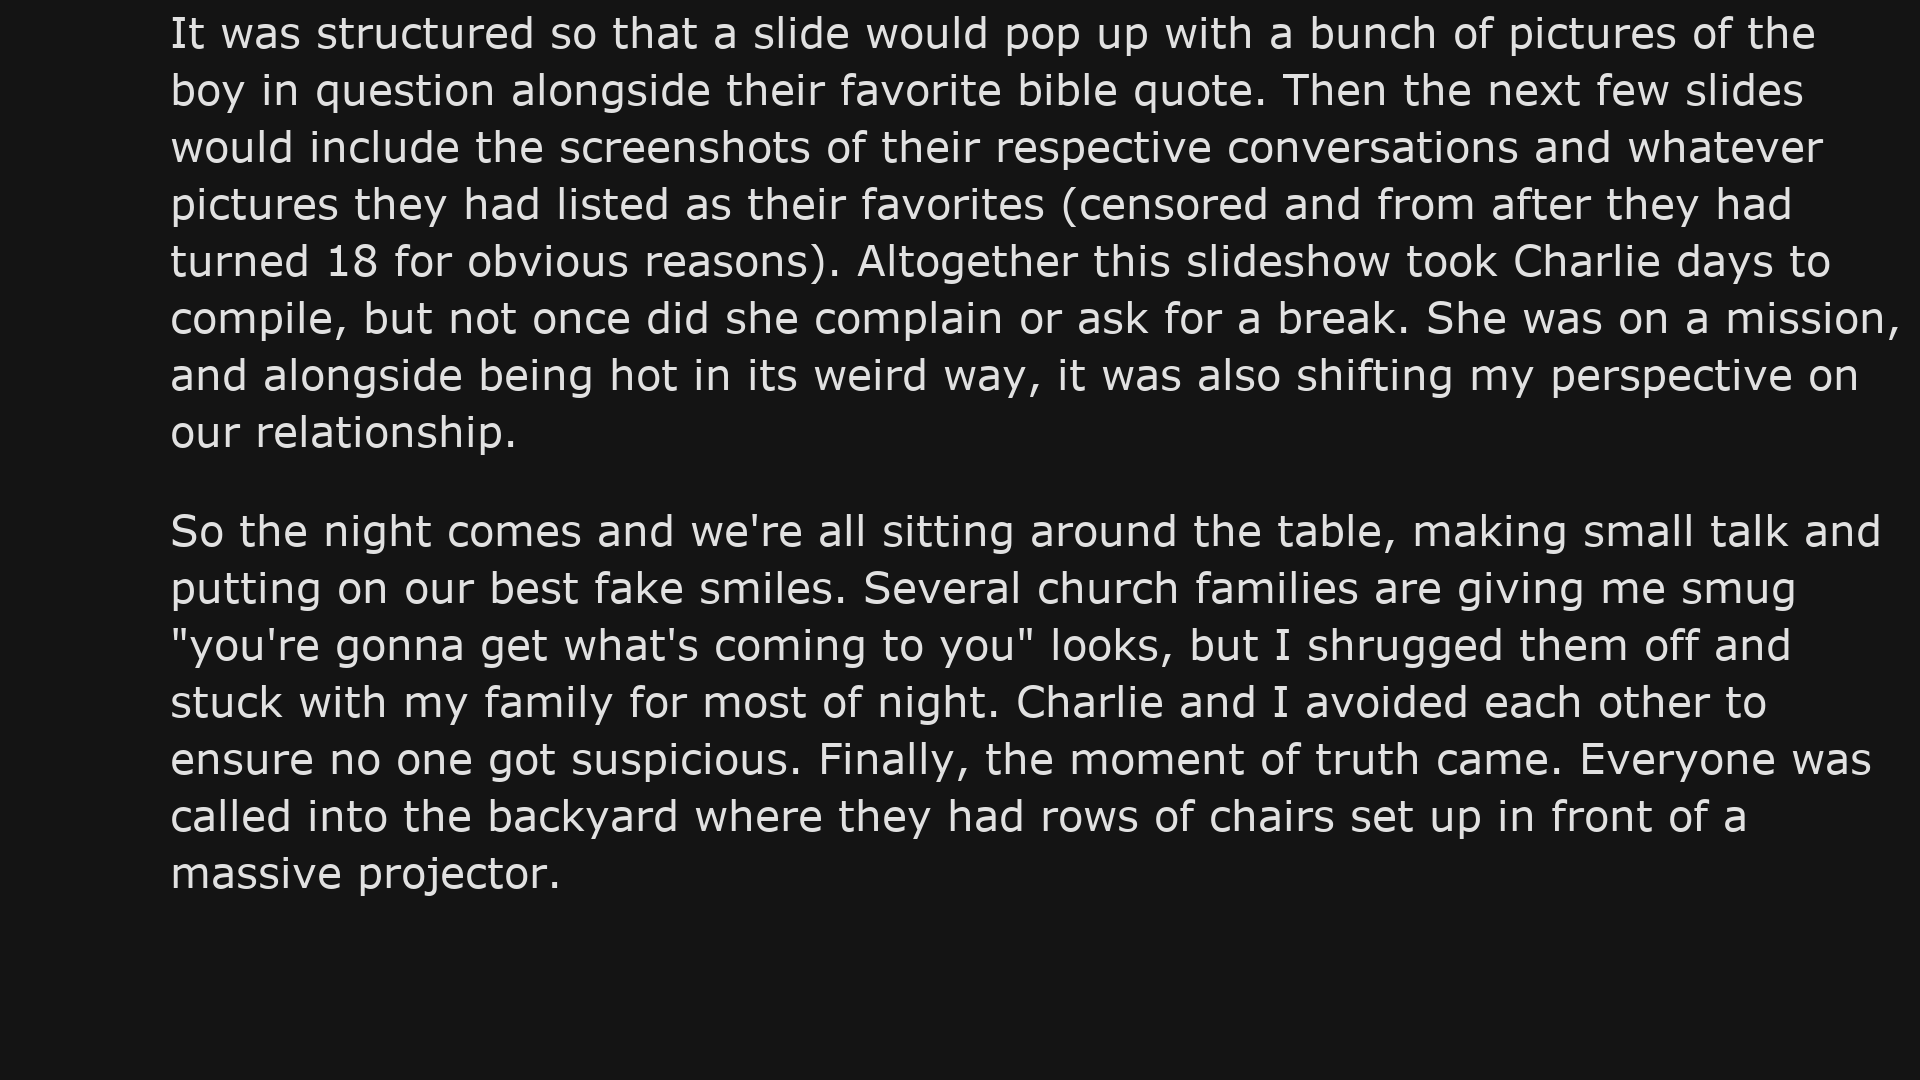 It was structured so that a slide would pop up with a bunch of pictures of the
boy in question alongside their favorite bible quote. Then the next few slides
would include the screenshots of their respective conversations and whatever
pictures they had listed as their favorites (censored and from after they had
turned 18 for obvious reasons). Altogether this slideshow took Charlie days to
compile, but not once did she complain or ask for a break. She was on a mission,
and alongside being hot in its weird way, it was also shifting my perspective on
our relationship.
So the night comes and we're all sitting around the table, making small talk and
putting on our best fake smiles. Several church families are giving me smug
"you're gonna get what's coming to you" looks, but I shrugged them off and
stuck with my family for most of night. Charlie and I avoided each other to
ensure no one got suspicious. Finally, the moment of truth came. Everyone was
called into the backyard where they had rows of chairs set up in front of a
massive projector.